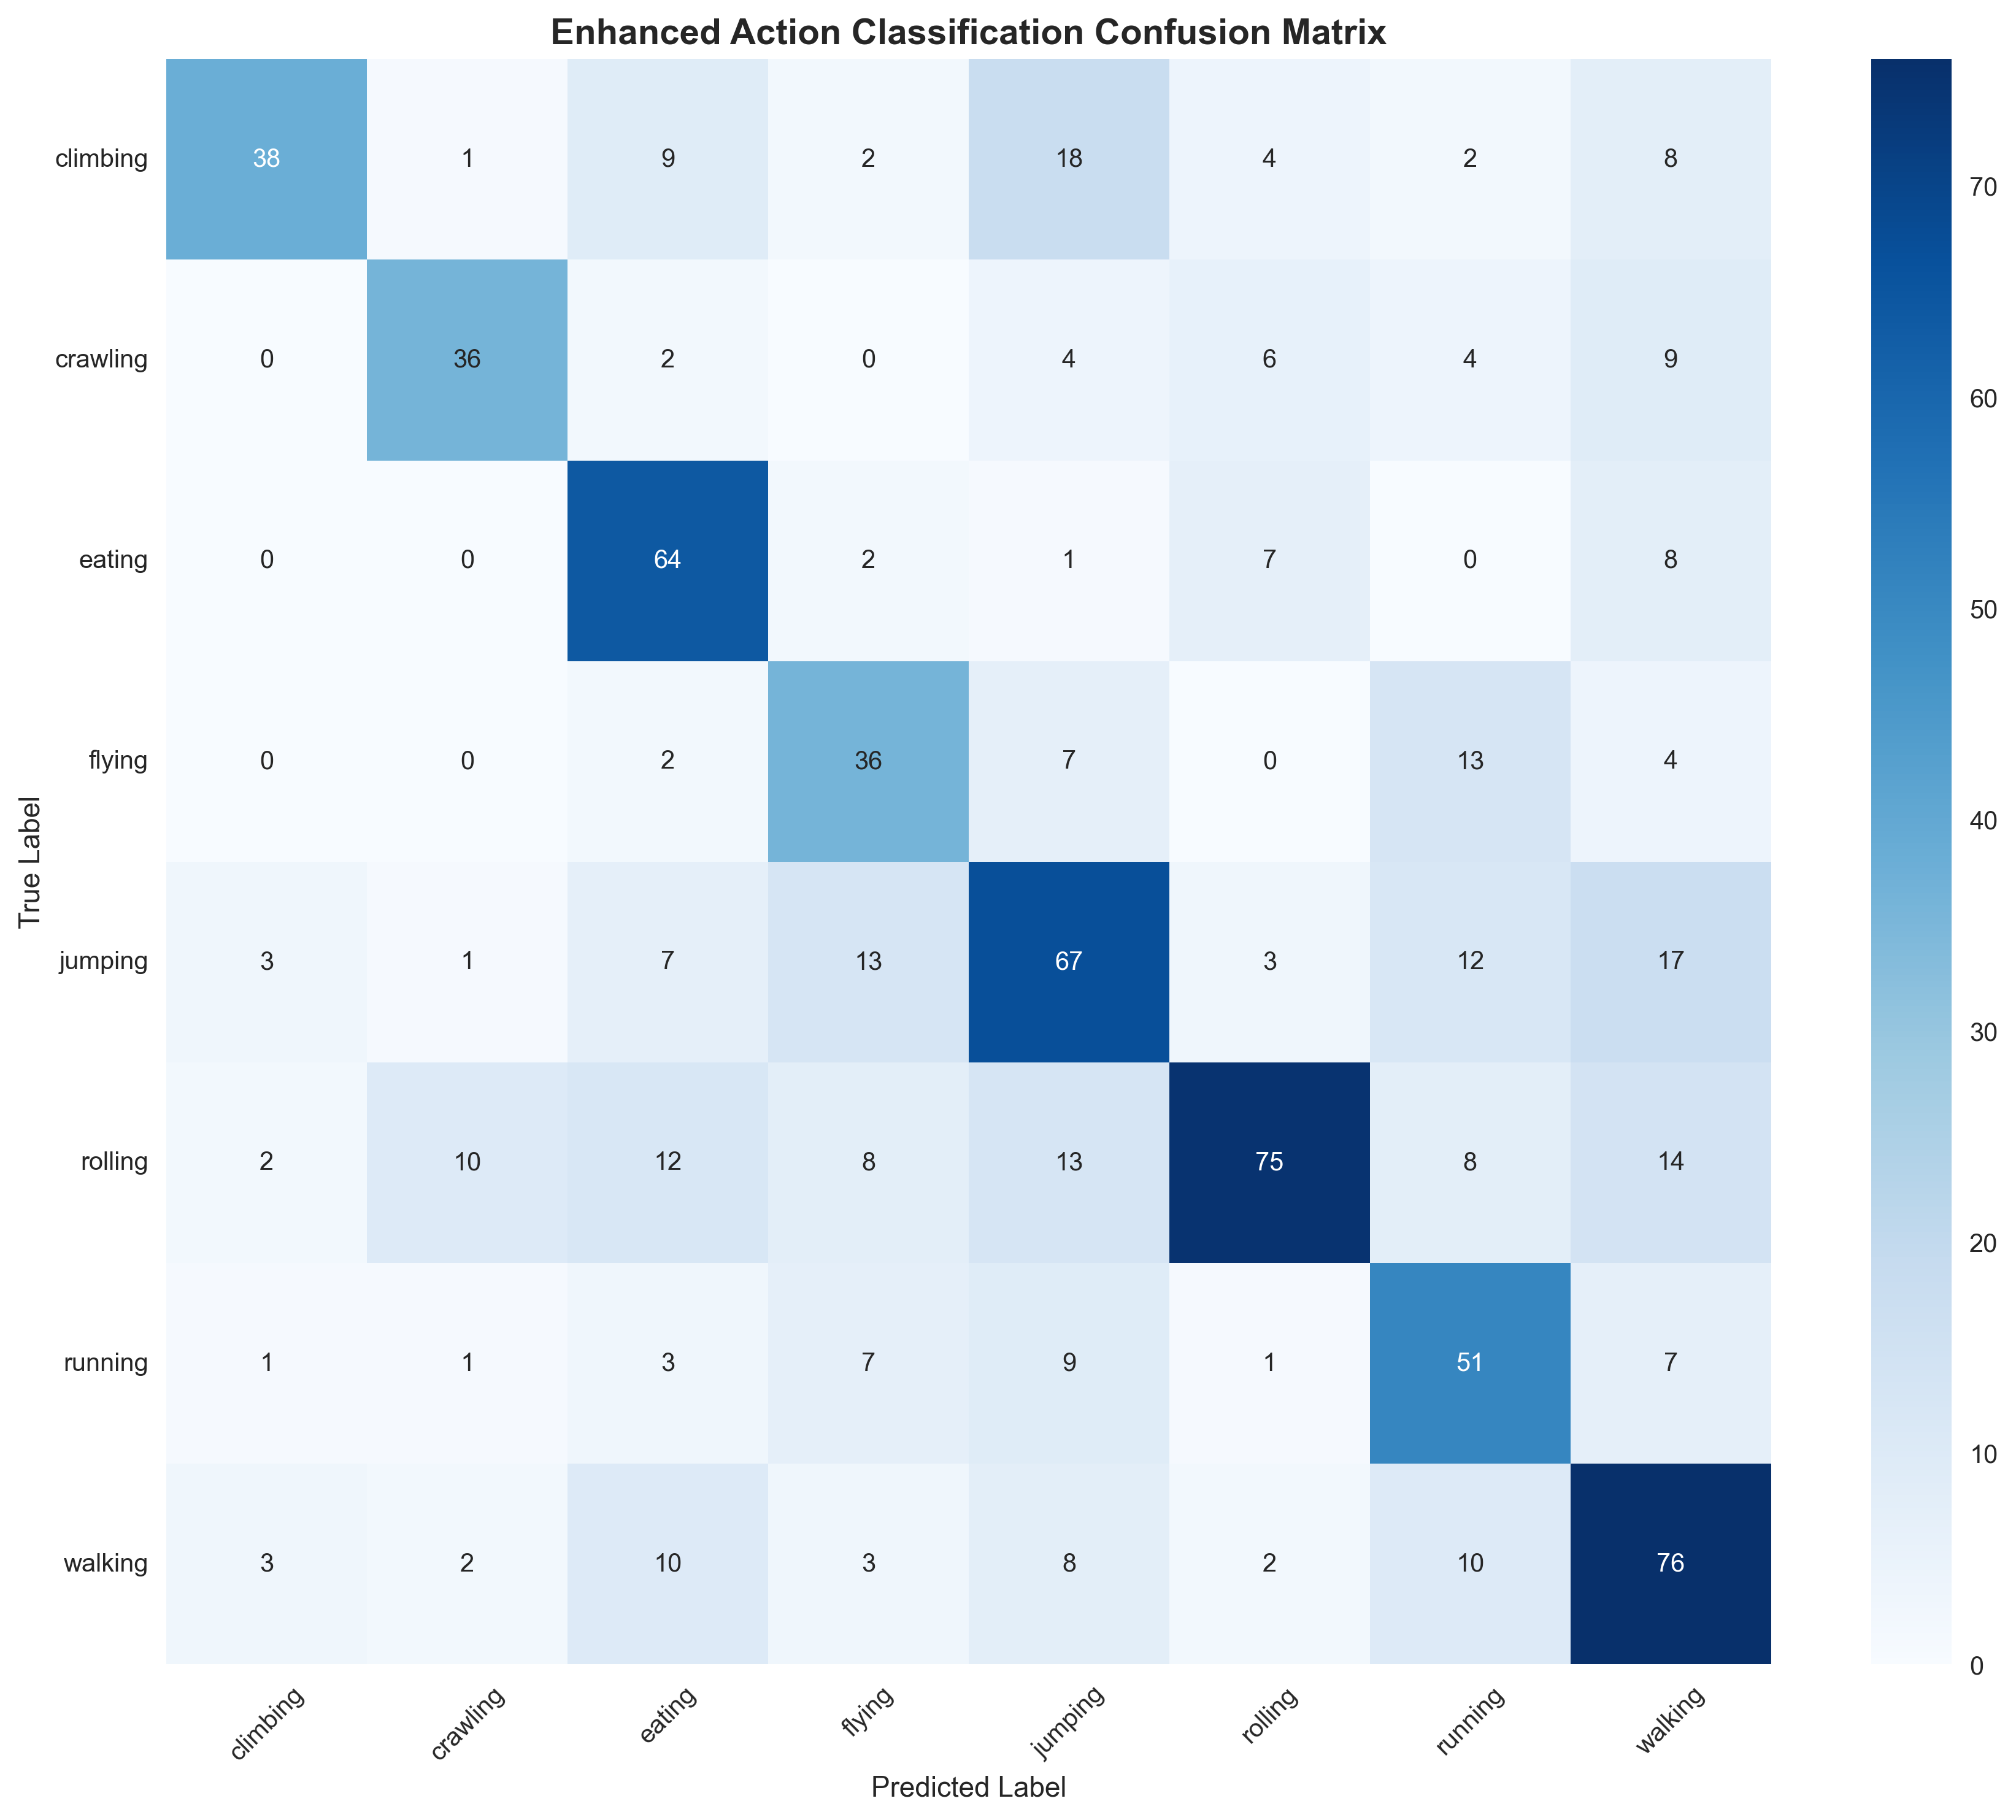 Enhanced Action Classification Confusion Matrix
climbing 38 1 9 2 18 4 2 8
crawling 0 36 2 0 4 6 4 9
eating 0 0 64 2 1 7 0 8
flying 0 0 2 36 7 0 13 4
jumping 3 1 7 13 67 3 12 17
rolling 2 10 12 8 13 75 8 14
running 1 1 3 7 9 1 51 7
walking 3 2 10 3 8 2 10 76
climbing crawling eating flying jumping rolling running walking
Predicted Label
True Label
70
60
50
40
30
20
10
0